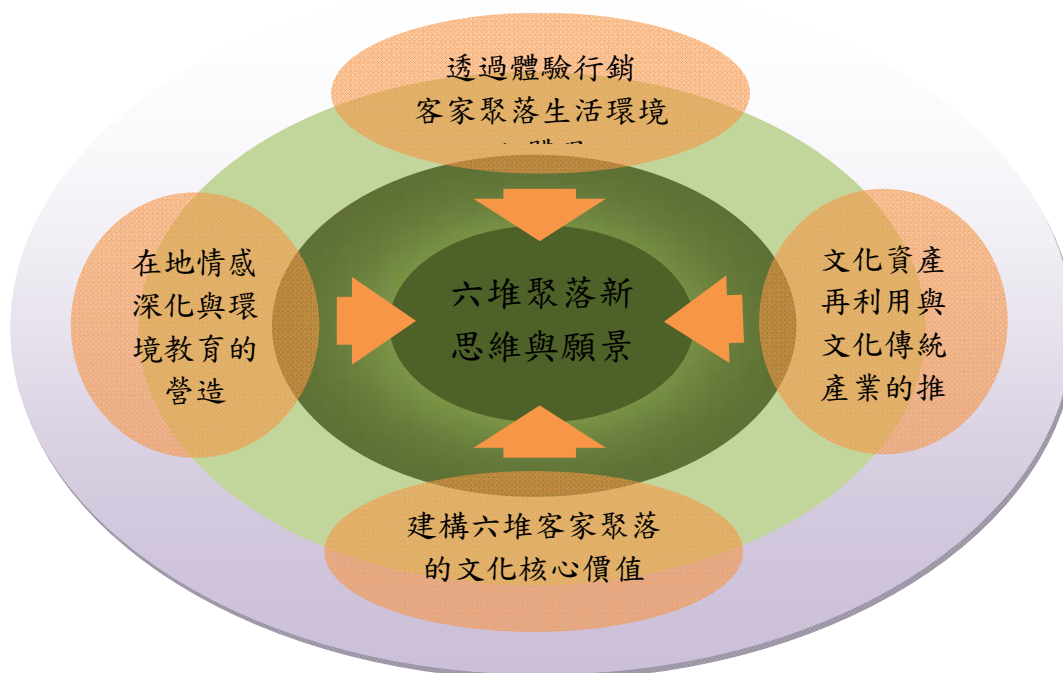 透過體驗行銷
客家聚落生活環境
在地情感
深化與環
境教育的
營造
六堆聚落新
思維與願景
文化資產
再利用與
文化傳統
產業的推
建構六堆客家聚落
的文化核心價值